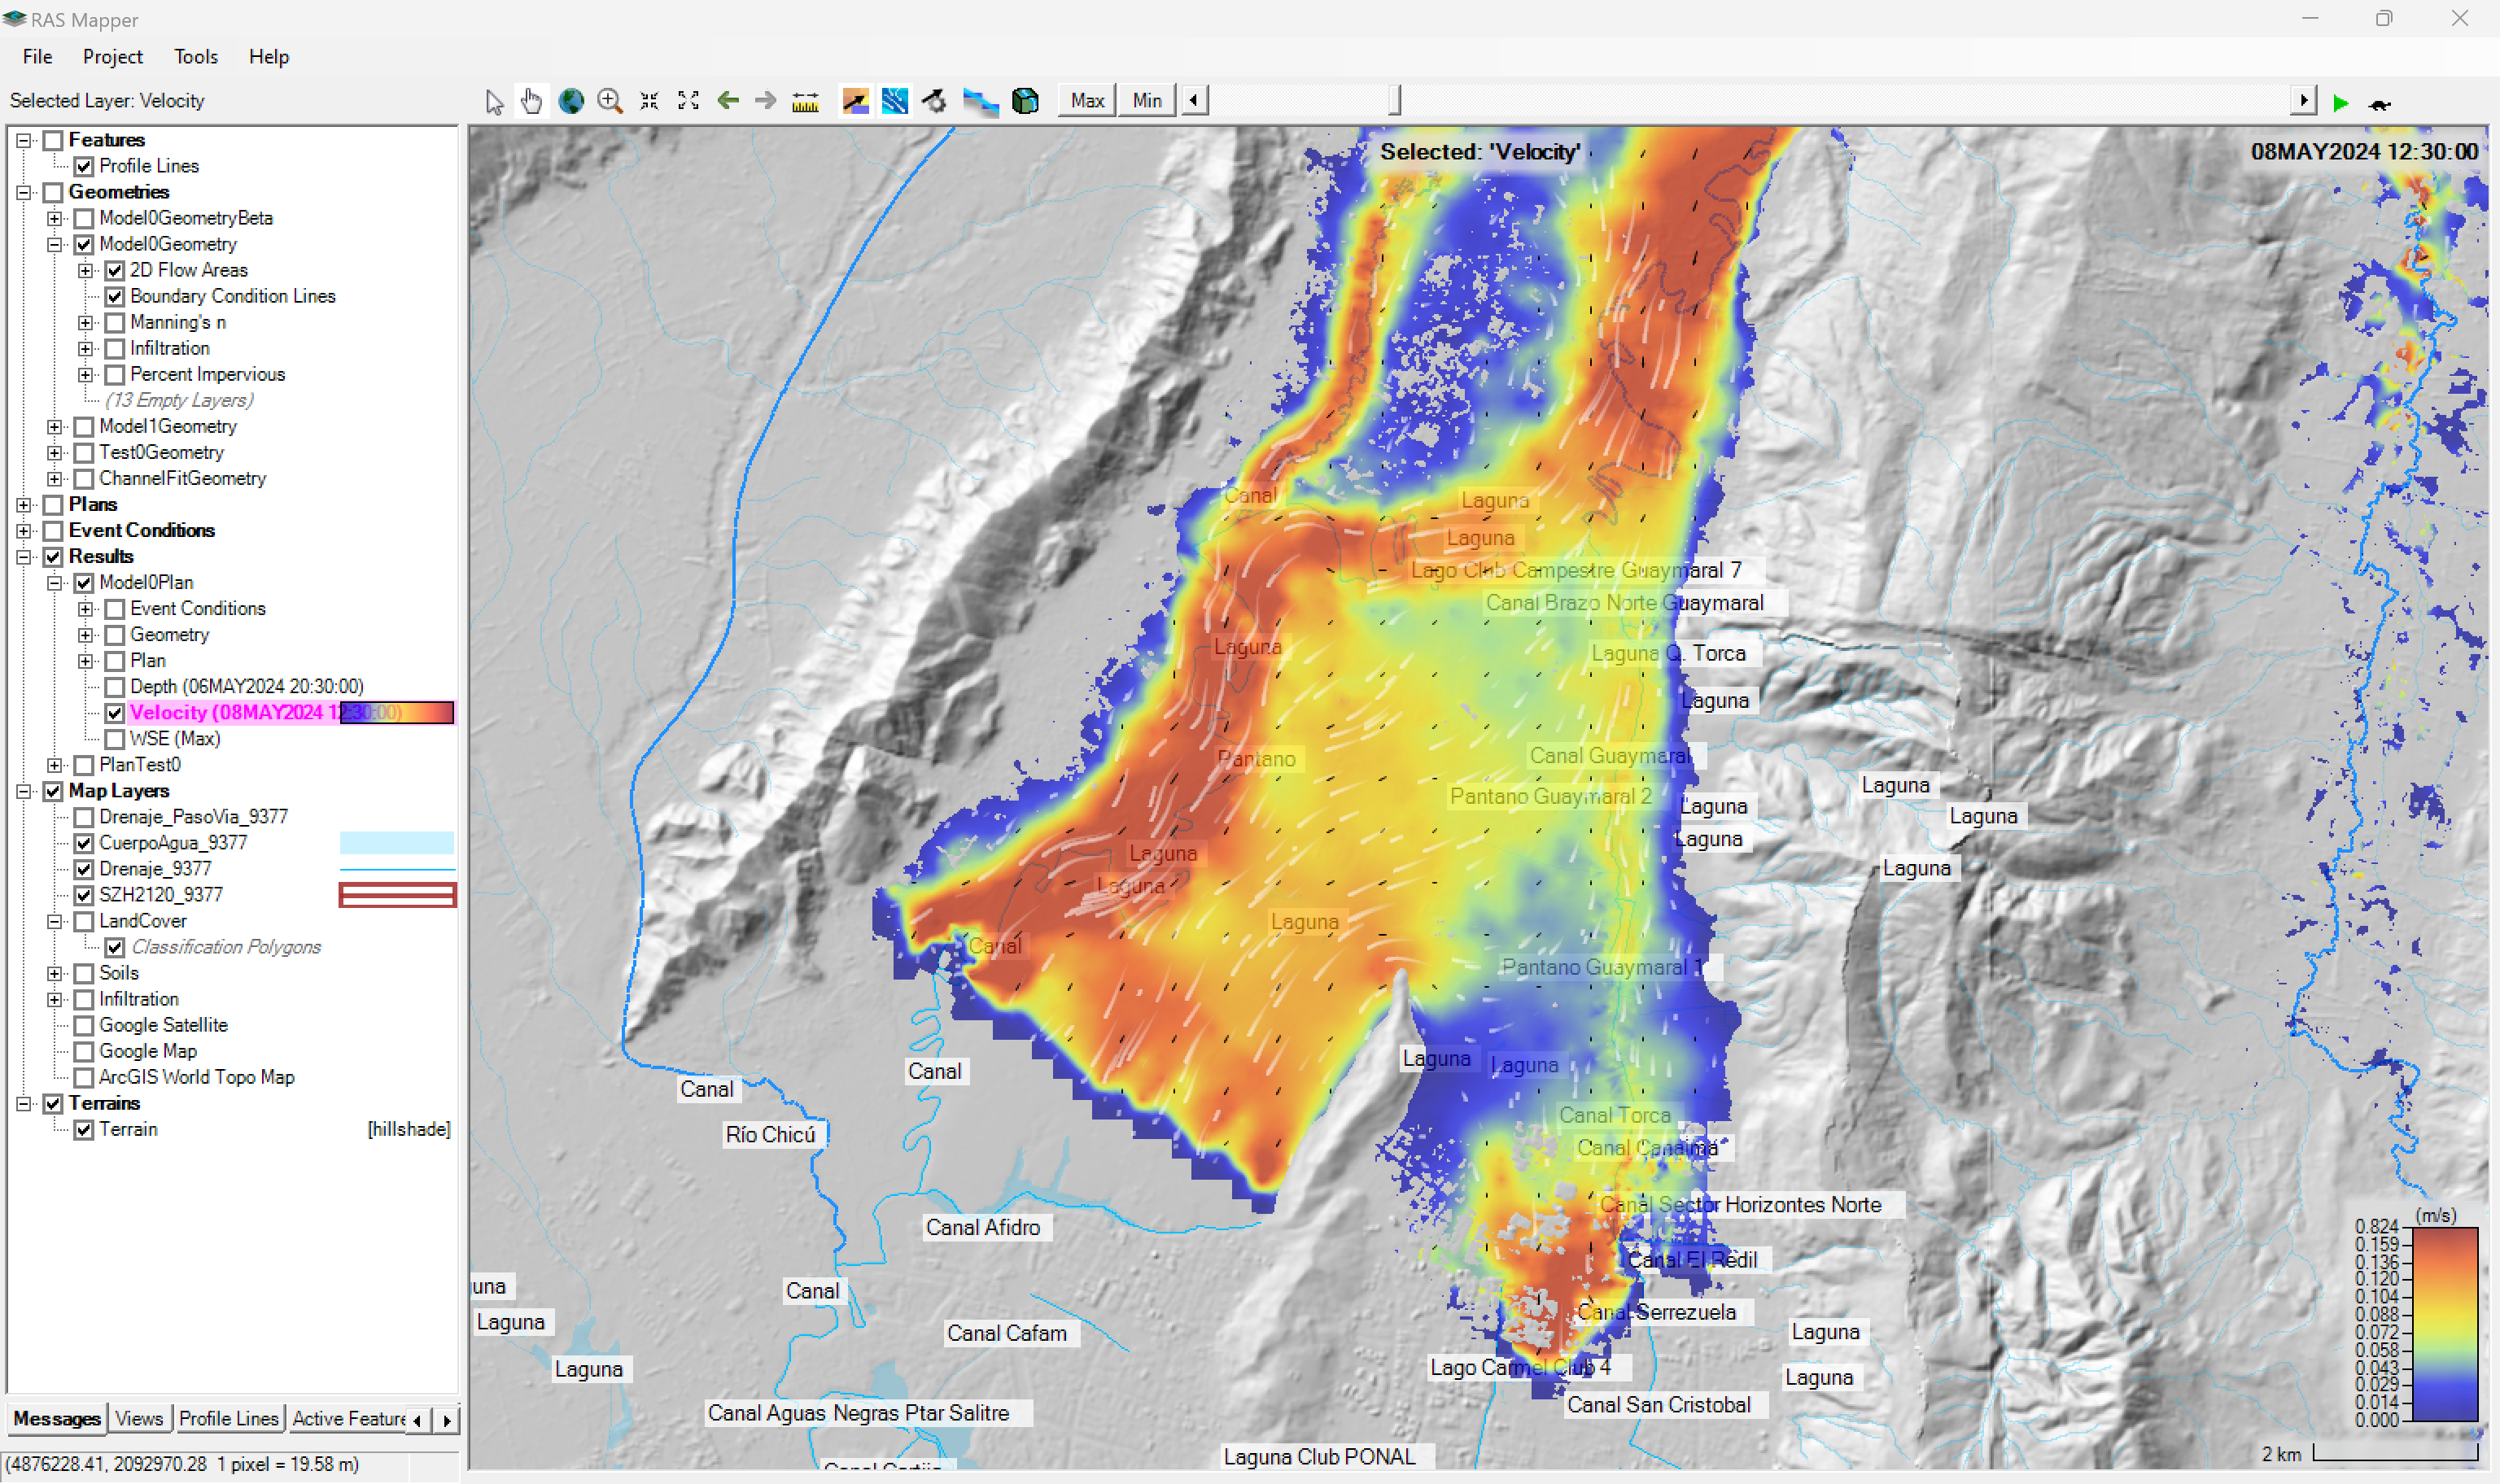 RAS Mapper
File Project Tools Help
Selected Layer: Velocity
Max Min
Features
Profile Lines
Geometries
Model0GeometryBeta
Model0Geometry
2D Flow Areas
Boundary Condition Lines
Manning's n
Infiltration
Percent Impervious
(13 Empty Layers)
Model1Geometry
Test0Geometry
ChannelFitGeometry
Plans
Event Conditions
Results
Model0Plan
Event Conditions
Geometry
Plan
Depth (06MAY2024 20:30:00)
Velocity (08MAY2024 12:30:00)
WSE (Max)
PlanTest0
Map Layers
Drenaje_PasoVia_9377
CuerpoAgua_9377
Drenaje_9377
SZH2120_9377
LandCover
Classification Polygons
Soils
Infiltration
Google Satellite
Google Map
ArcGIS World Topo Map
Terrains
Terrain [hillshade]
Messages Views Profile Lines Active Feature
(4876228.41, 2092970.28 1 pixel = 19.58 m)
Selected: 'Velocity'
08MAY2024 12:30:00
Canal
Laguna
Laguna
Lago Club Campestre Guaymaral 7
Canal Brazo Norte Guaymaral
Laguna
Laguna Q. Torca
Laguna
Pantano
Canal Guaymaral
Laguna
Pantano Guaymaral 2
Laguna
Laguna
Laguna
Laguna
Laguna
Laguna
Laguna
Laguna
Canal
Pantano Guaymaral 1
Laguna
Laguna
Canal
Canal
Canal Torca
Río Chicú
Canal Canaima
Canal Sector Horizontes Norte
Canal Afidro
Canal El Redil
una
Canal
Canal Serrezuela
Laguna
Canal Cafam
Laguna
Laguna
Lago Carmel Club 4
Laguna
Canal San Cristobal
Canal Aguas Negras Ptar Salitre
Laguna Club PONAL
(m/s)
0.824
0.159
0.136
0.120
0.104
0.088
0.072
0.058
0.043
0.029
0.014
0.000
2 km